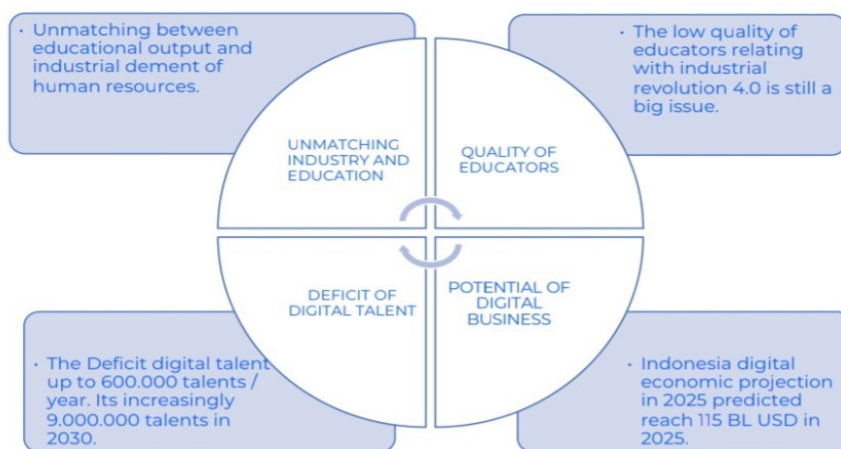 · Unmatching between
educational output and
industrial dement of
human resources.
· The low quality of
educators relating
with industrial
revolution 4.0 is still a
big issue.
UNMATCHING
INDUSTRY AND
EDUCATION
QUALITY OF
EDUCATORS
DEFICIT OF
DIGITAL TALENT
POTENTIAL OF
DIGITAL
BUSINESS
· The Deficit digital talent
up to 600.000 talents /
year. Its increasingly
9.000.000 talents in
2030.
· Indonesia digital
economic projection
in 2025 predicted
reach 115 BL USD in
2025.